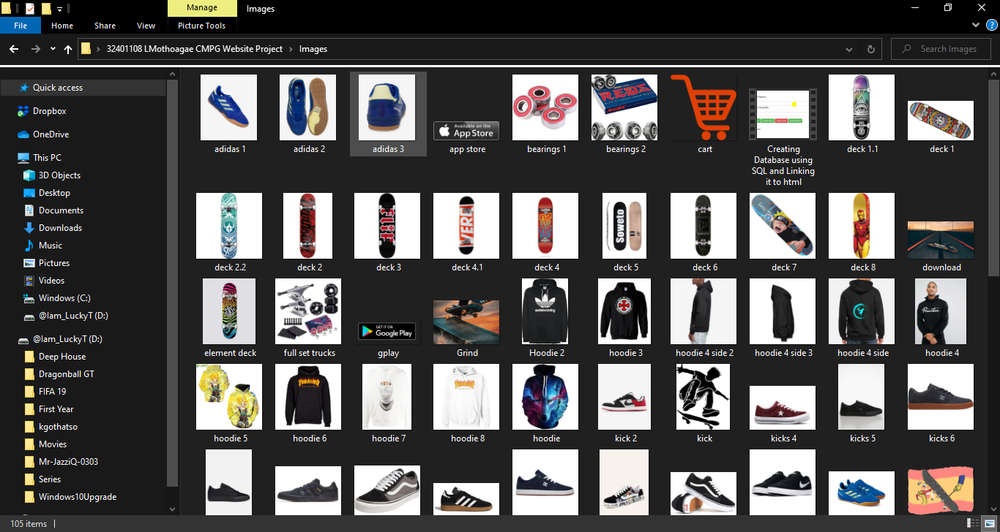 Manage
Images
File
Home
Share
View
Picture Tools
32401108 LMothoagae CMPG Website Project
Images
Search Images
Quick access
Dropbox
OneDrive
This PC
3D Objects
Desktop
Documents
Downloads
Music
Pictures
Videos
Windows (C:)
@Iam_LuckyT (D:)
@Iam_LuckyT (D:)
Deep House
Dragonball GT
FIFA 19
First Year
kgothatso
Movies
Mr-JazziQ-0303
Series
Windows10Upgrade
Available on the
App Store
REDS
adidas 1
adidas 2
adidas 3
app store
bearings 1
bearings 2
cart
Creating
Database using
SQL and Linking
it to html
deck 1.1
deck 1
Soweto
deck 2.2
deck 2
deck 3
deck 4.1
deck 4
deck 5
deck 6
deck 7
deck 8
download
GET IT ON
Google Play
skateboarding
Primitive
element deck
full set trucks
gplay
Grind
Hoodie 2
hoodie 3
hoodie 4 side 2
hoodie 4 side 3
hoodie 4 side
hoodie 4
THRASHER
THRASHER
hoodie 5
hoodie 6
hoodie 7
hoodie 8
hoodie
kick 2
kick
kicks 4
kicks 5
kicks 6
105 items